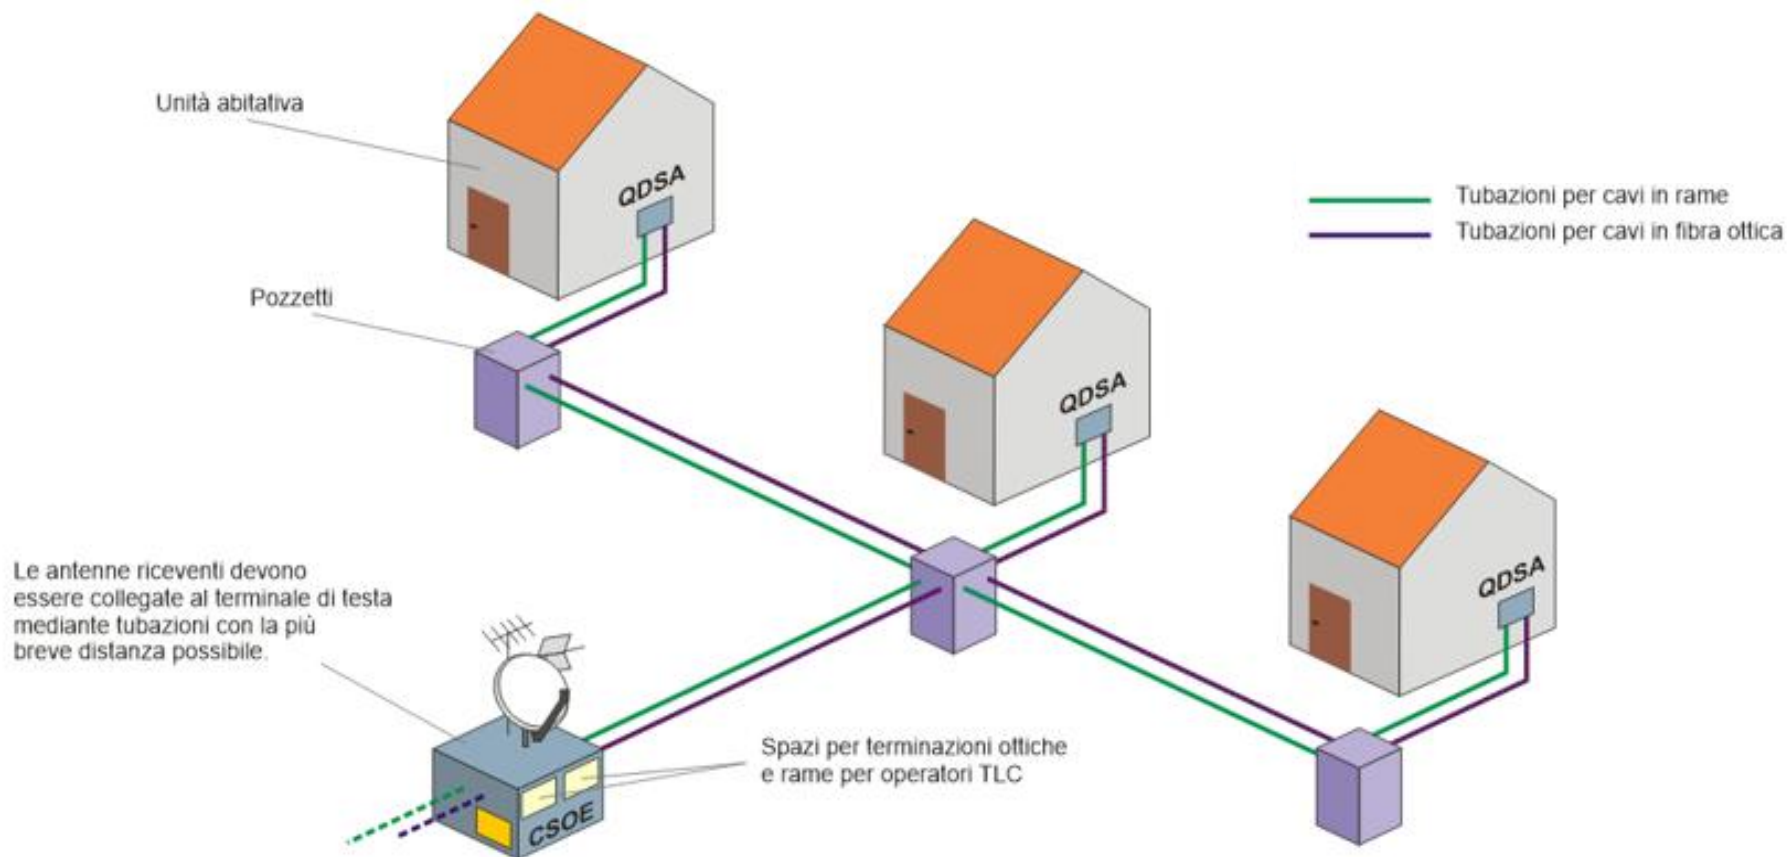 Unità abitativa
QDSA
Pozzetti
Tubazioni per cavi in rame
Tubazioni per cavi in fibra ottica
QDSA
QDSA
Le antenne riceventi devono
essere collegate al terminale di testa
mediante tubazioni con la più
breve distanza possibile.
Spazi per terminazioni ottiche
e rame per operatori TLC
CSOE